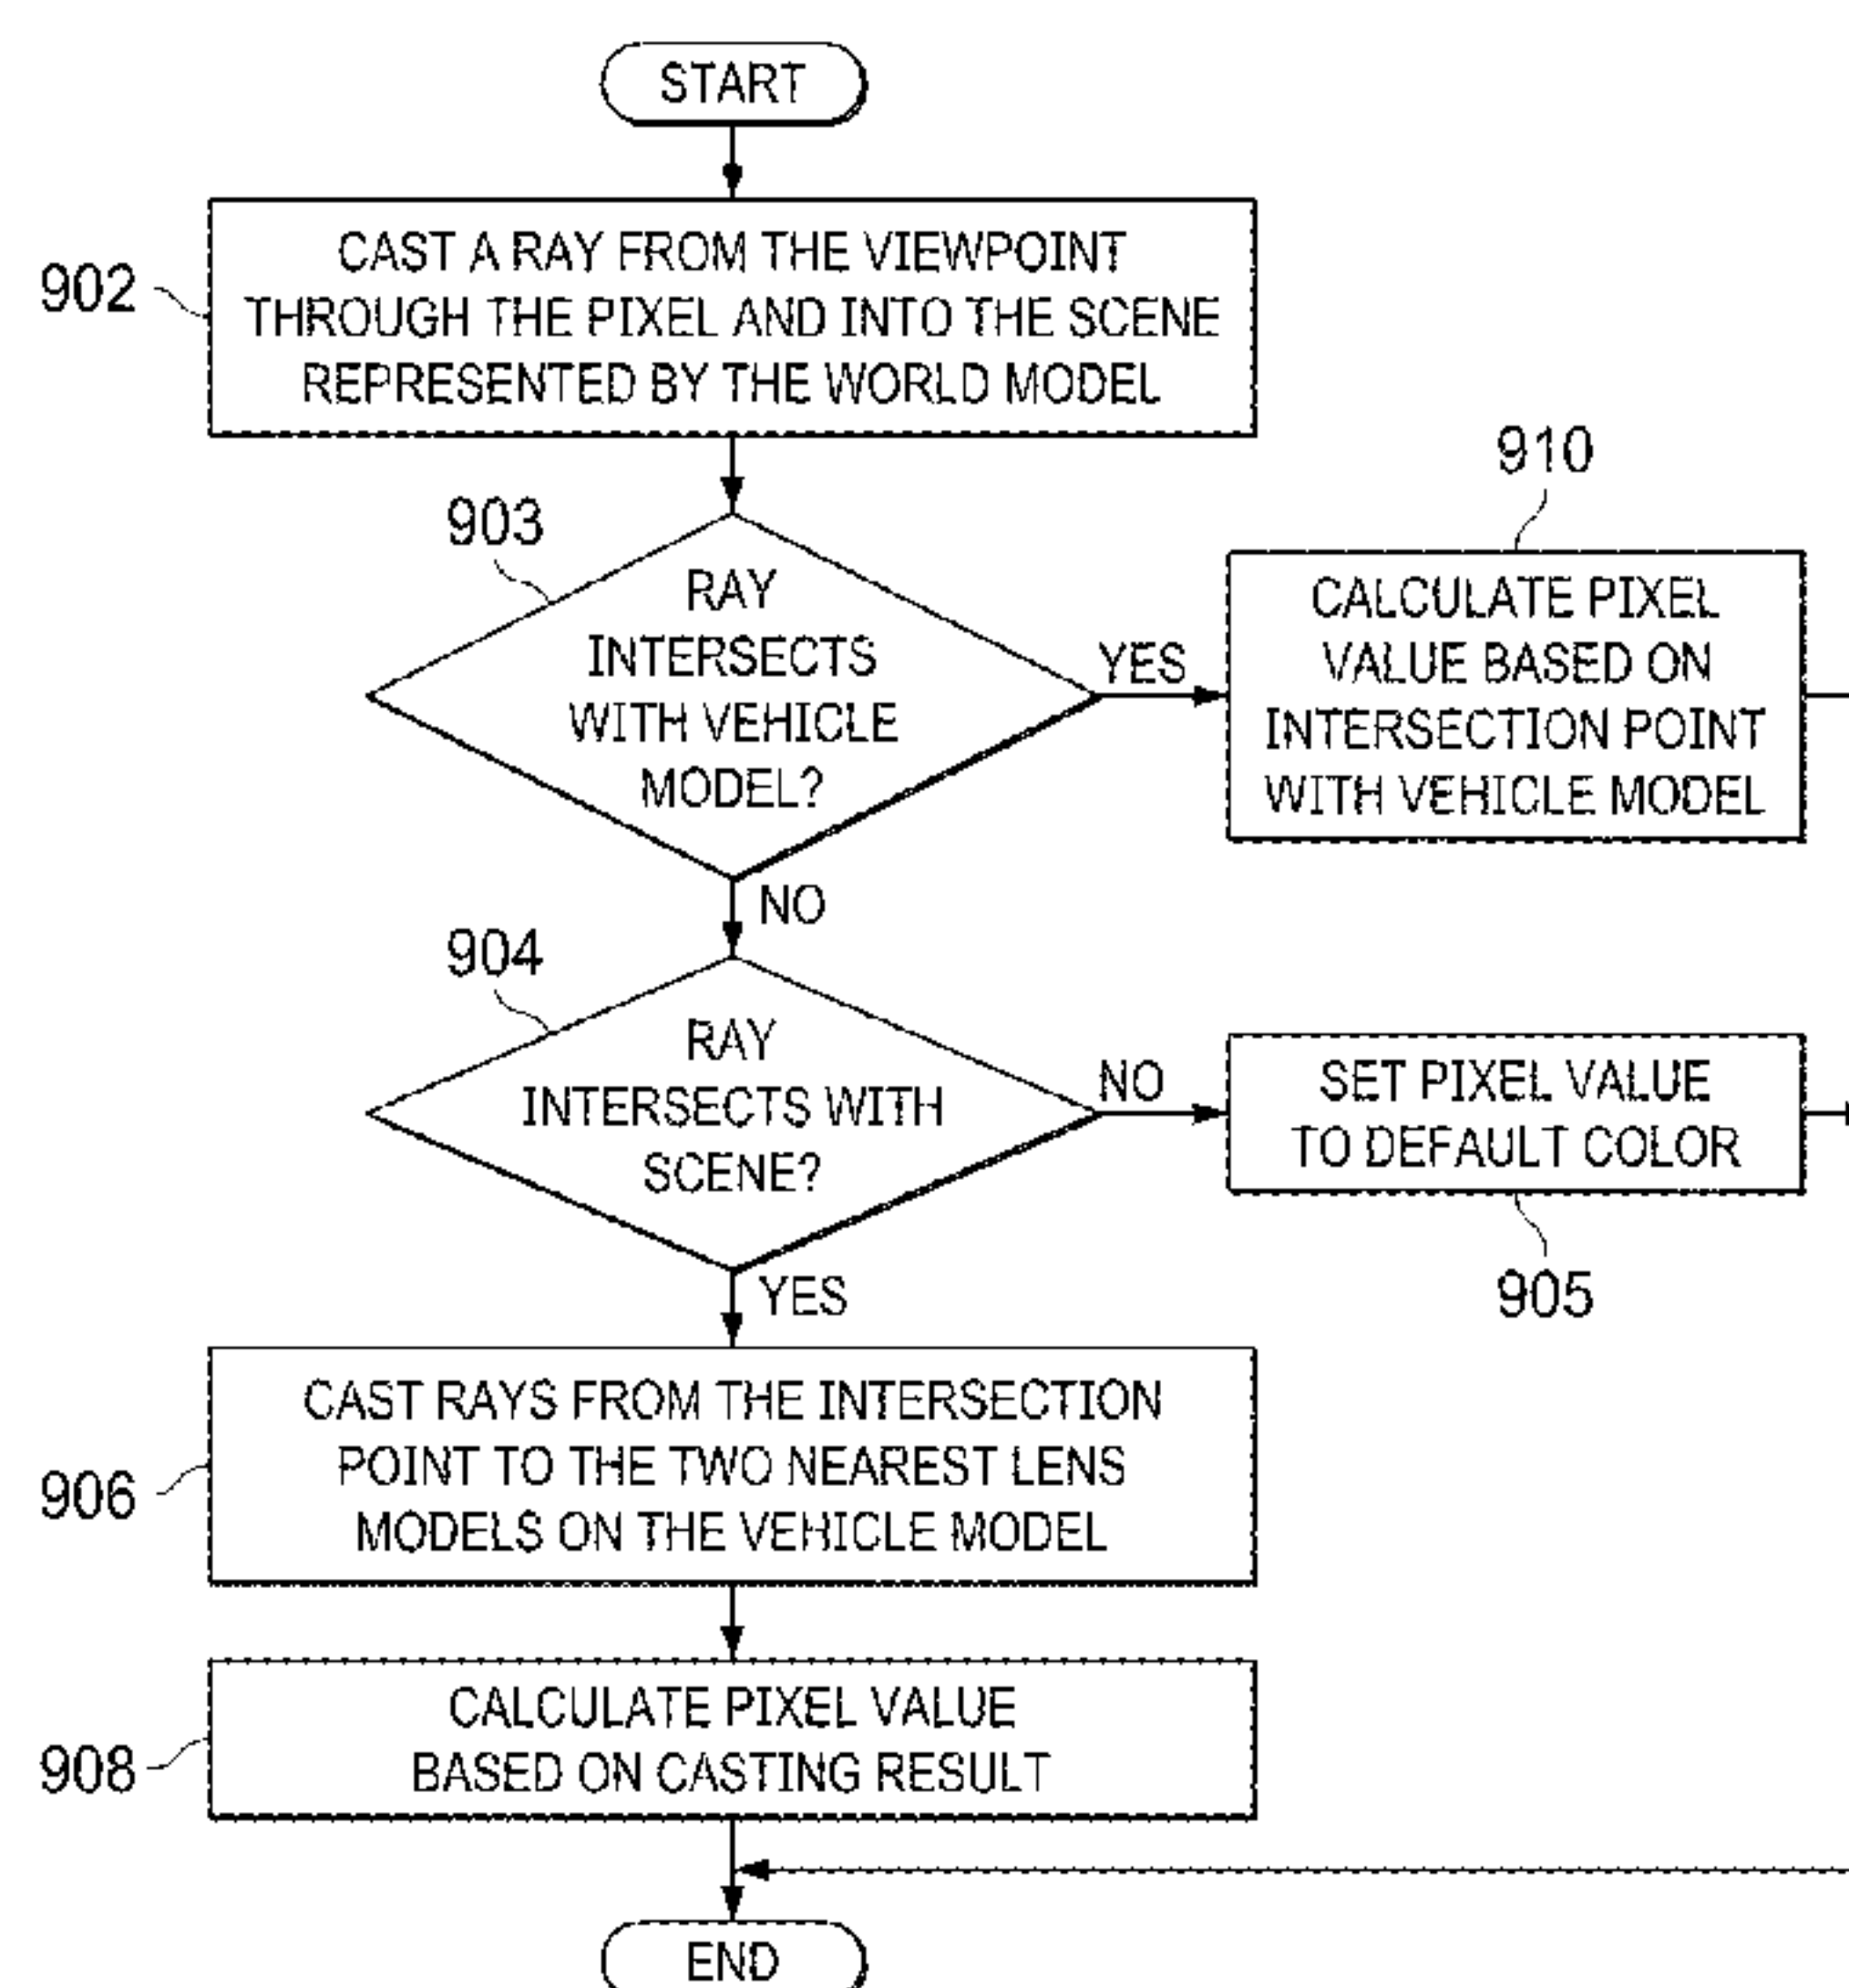 START
902
CAST A RAY FROM THE VIEWPOINT
THROUGH THE PIXEL AND INTO THE SCENE
REPRESENTED BY THE WORLD MODEL
903
RAY
INTERSECTS
WITH VEHICLE
MODEL?
YES
910
CALCULATE PIXEL
VALUE BASED ON
INTERSECTION POINT
WITH VEHICLE MODEL
NO
904
RAY
INTERSECTS WITH
SCENE?
NO
SET PIXEL VALUE
TO DEFAULT COLOR
905
YES
906
CAST RAYS FROM THE INTERSECTION
POINT TO THE TWO NEAREST LENS
MODELS ON THE VEHICLE MODEL
908
CALCULATE PIXEL VALUE
BASED ON CASTING RESULT
END